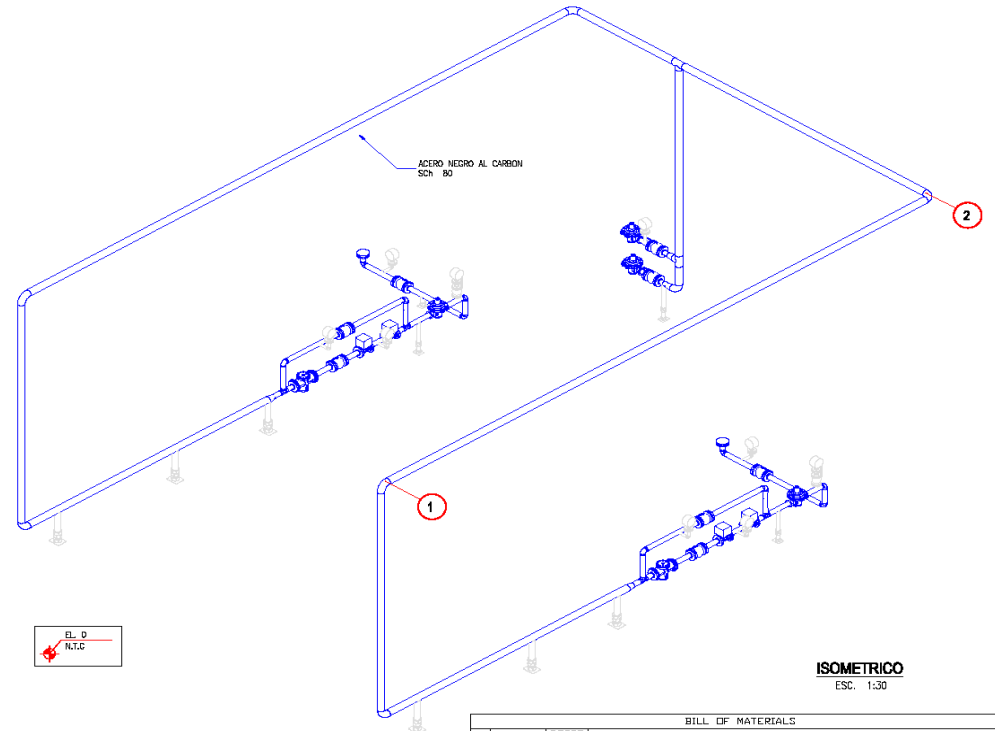 ACERO NEGRO AL CARBON
SCh 80
2
1
EL. 0
N.T.C
ISOMETRICO
ESC. 1:30
BILL OF MATERIALS